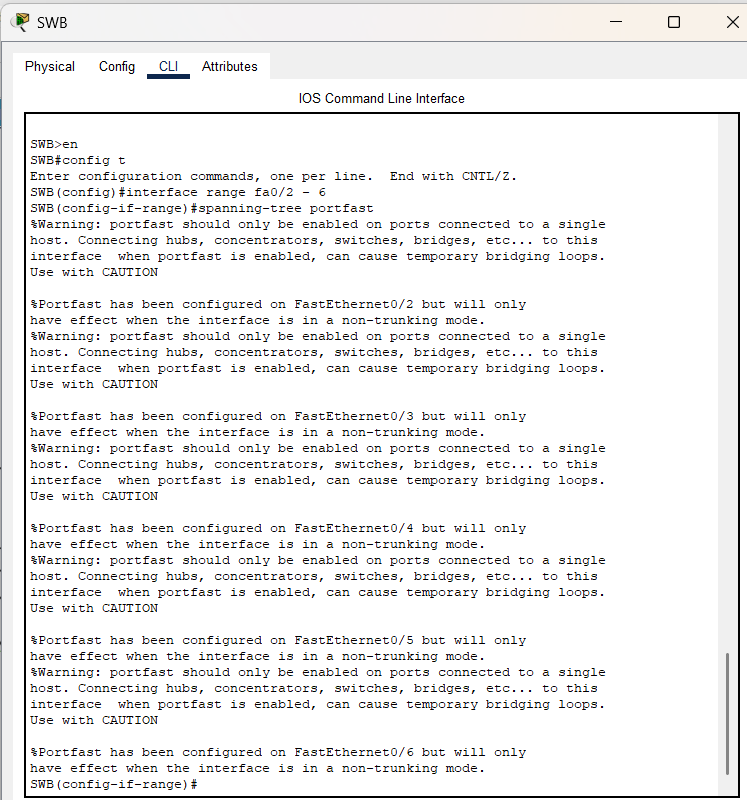 SWB
Physical Config CLI Attributes
IOS Command Line Interface
SWB>en
SWB#config t
Enter configuration commands, one per line.  End with CNTL/Z.
SWB(config)#interface range fa0/2 - 6
SWB(config-if-range)#spanning-tree portfast
%Warning: portfast should only be enabled on ports connected to a single
host. Connecting hubs, concentrators, switches, bridges, etc... to this
interface  when portfast is enabled, can cause temporary bridging loops.
Use with CAUTION

%Portfast has been configured on FastEthernet0/2 but will only
have effect when the interface is in a non-trunking mode.
%Warning: portfast should only be enabled on ports connected to a single
host. Connecting hubs, concentrators, switches, bridges, etc... to this
interface  when portfast is enabled, can cause temporary bridging loops.
Use with CAUTION

%Portfast has been configured on FastEthernet0/3 but will only
have effect when the interface is in a non-trunking mode.
%Warning: portfast should only be enabled on ports connected to a single
host. Connecting hubs, concentrators, switches, bridges, etc... to this
interface  when portfast is enabled, can cause temporary bridging loops.
Use with CAUTION

%Portfast has been configured on FastEthernet0/4 but will only
have effect when the interface is in a non-trunking mode.
%Warning: portfast should only be enabled on ports connected to a single
host. Connecting hubs, concentrators, switches, bridges, etc... to this
interface  when portfast is enabled, can cause temporary bridging loops.
Use with CAUTION

%Portfast has been configured on FastEthernet0/5 but will only
have effect when the interface is in a non-trunking mode.
%Warning: portfast should only be enabled on ports connected to a single
host. Connecting hubs, concentrators, switches, bridges, etc... to this
interface  when portfast is enabled, can cause temporary bridging loops.
Use with CAUTION

%Portfast has been configured on FastEthernet0/6 but will only
have effect when the interface is in a non-trunking mode.
SWB(config-if-range)#